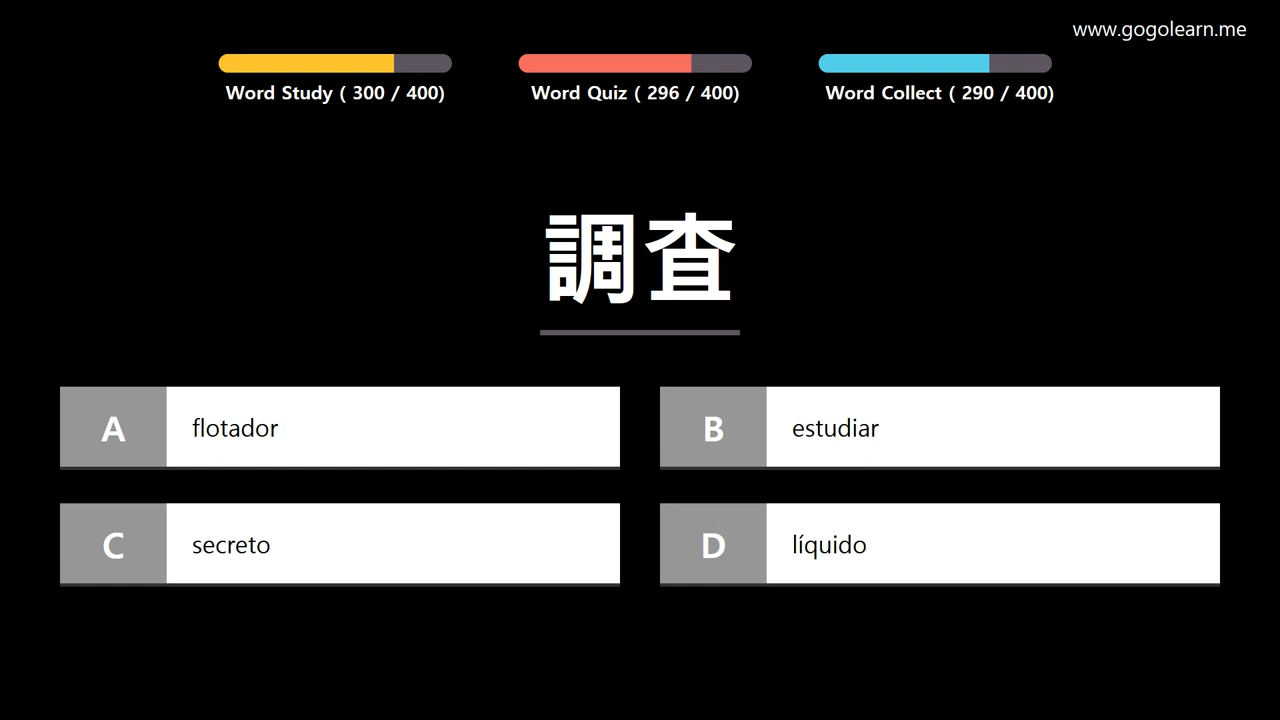 www.gogolearn.me
Word Study ( 300 / 400)
Word Quiz ( 296 / 400)
Word Collect ( 290 / 400)
調査
A flotador
B estudiar
C secreto
D líquido